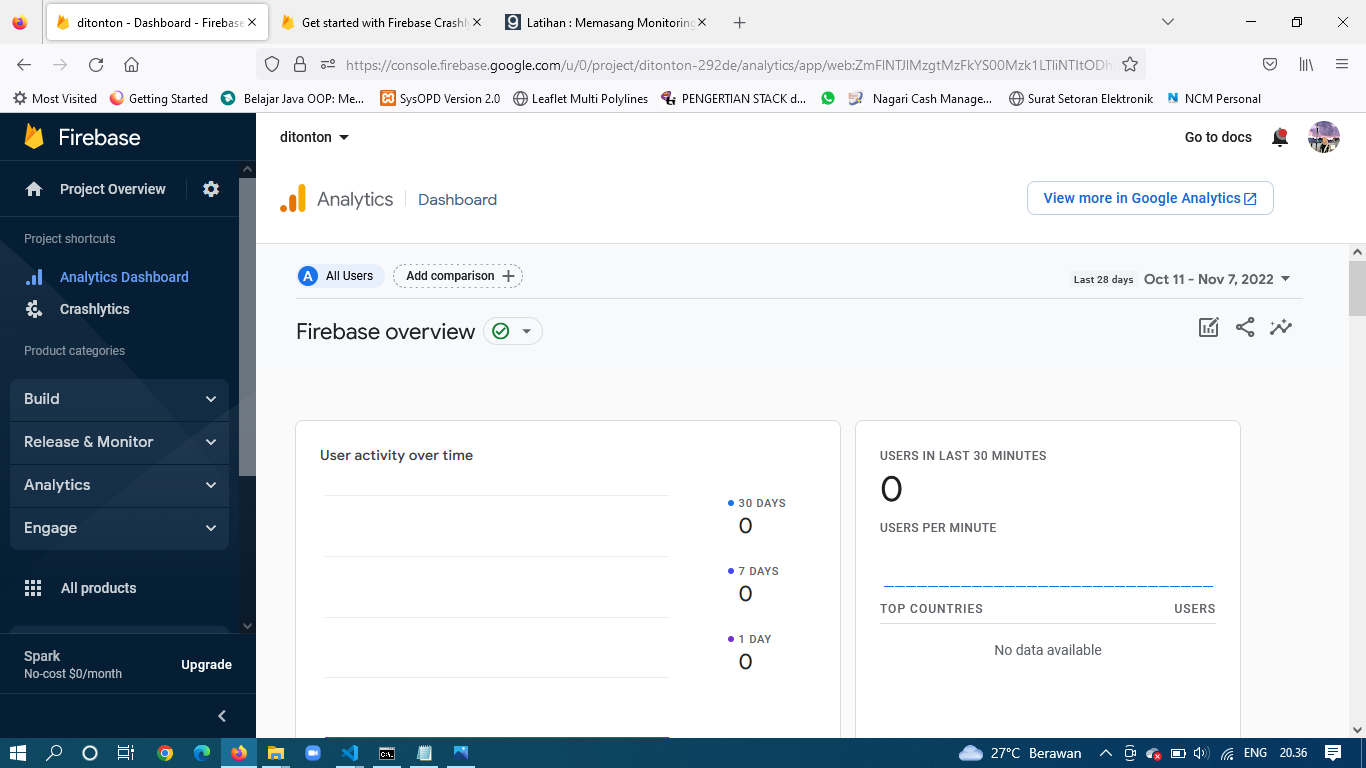 ditonton - Dashboard - Firebase
Get started with Firebase Crashly
Latihan : Memasang Monitoring
https://console.firebase.google.com/u/0/project/ditonton-292de/analytics/app/web:ZmFlNTJlMzgtMzFkYS00Mzk1LTliNTItODh
Most Visited
Getting Started
Belajar Java OOP: Me...
SysOPD Version 2.0
Leaflet Multi Polylines
PENGERTIAN STACK d...
Nagari Cash Manage...
Surat Setoran Elektronik
NCM Personal
Firebase
ditonton
Go to docs
Project Overview
Analytics
Dashboard
View more in Google Analytics
Project shortcuts
Analytics Dashboard
Crashlytics
Product categories
Build
Release & Monitor
Analytics
Engage
All products
Spark
No-cost $0/month
Upgrade
A All Users
Add comparison
Last 28 days Oct 11 - Nov 7, 2022
Firebase overview
User activity over time
30 DAYS
0
7 DAYS
0
1 DAY
0
USERS IN LAST 30 MINUTES
0
USERS PER MINUTE
TOP COUNTRIES USERS
No data available
27°C Berawan
ENG
20.36